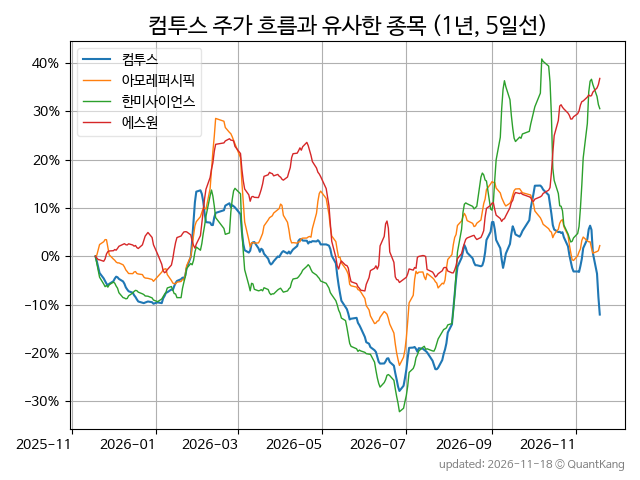 컴투스 주가 흐름과 유사한 종목 (1년, 5일선)
컴투스
아모레퍼시픽
한미사이언스
에스원
40%
30%
20%
10%
0%
−10%
−20%
−30%
2025-11
2026-01
2026-03
2026-05
2026-07
2026-09
2026-11
updated: 2026-11-18 © QuantKang